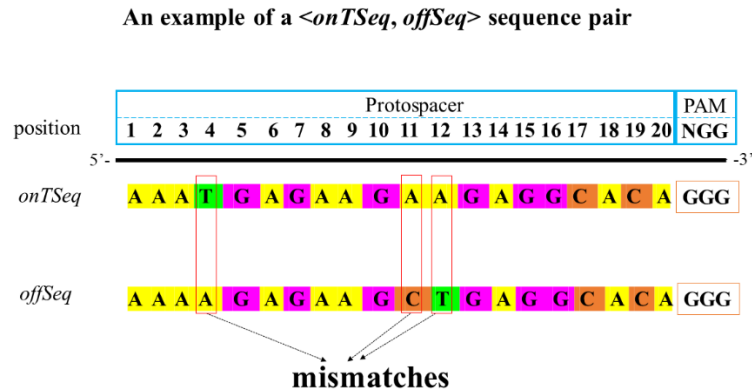 An example of a <onTSeq, offSeq> sequence pair
Protospacer PAM
position 1 2 3 4 5 6 7 8 9 10 11 12 13 14 15 16 17 18 19 20 NGG
5'- -3'
onTSeq A A A T G A G A A G A A G A G G C A C A GGG
offSeq A A A A G A G A A G C T G A G G C A C A GGG
mismatches